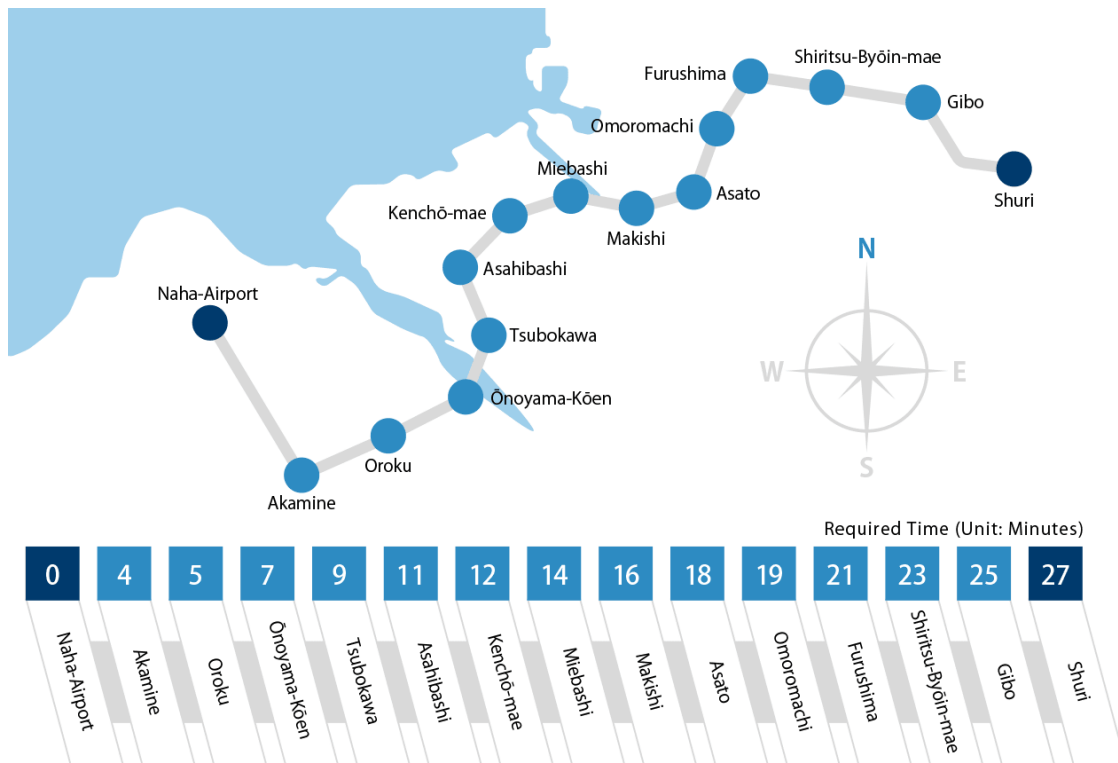 Shiritsu-Byōin-mae
Furushima
Gibo
Omoromachi
Miebashi
Asato
Shuri
Kenchō-mae
Makishi
N
Asahibashi
Naha-Airport
Tsubokawa
W
E
Ōnoyama-Kōen
Oroku
S
Akamine
Required Time (Unit: Minutes)
0 4 5 7 9 11 12 14 16 18 19 21 23 25 27
Naha-Airport
Akamine
Oroku
Ōnoyama-Kōen
Tsubokawa
Asahibashi
Kenchō-mae
Miebashi
Makishi
Asato
Omoromachi
Furushima
Shiritsu-Byōin-mae
Gibo
Shuri